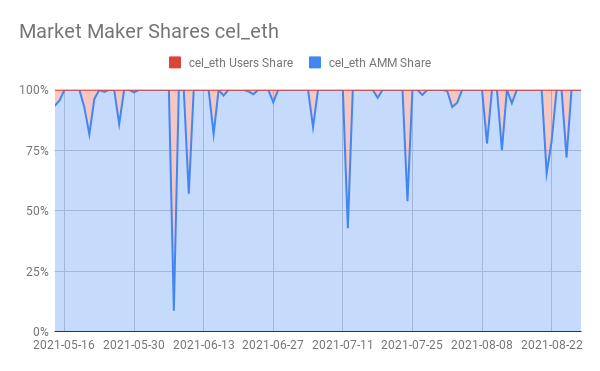 Market Maker Shares cel_eth
cel_eth Users Share cel_eth AMM Share
100%
75%
50%
25%
0%
2021-05-16 2021-05-30 2021-06-13 2021-06-27 2021-07-11 2021-07-25 2021-08-08 2021-08-22